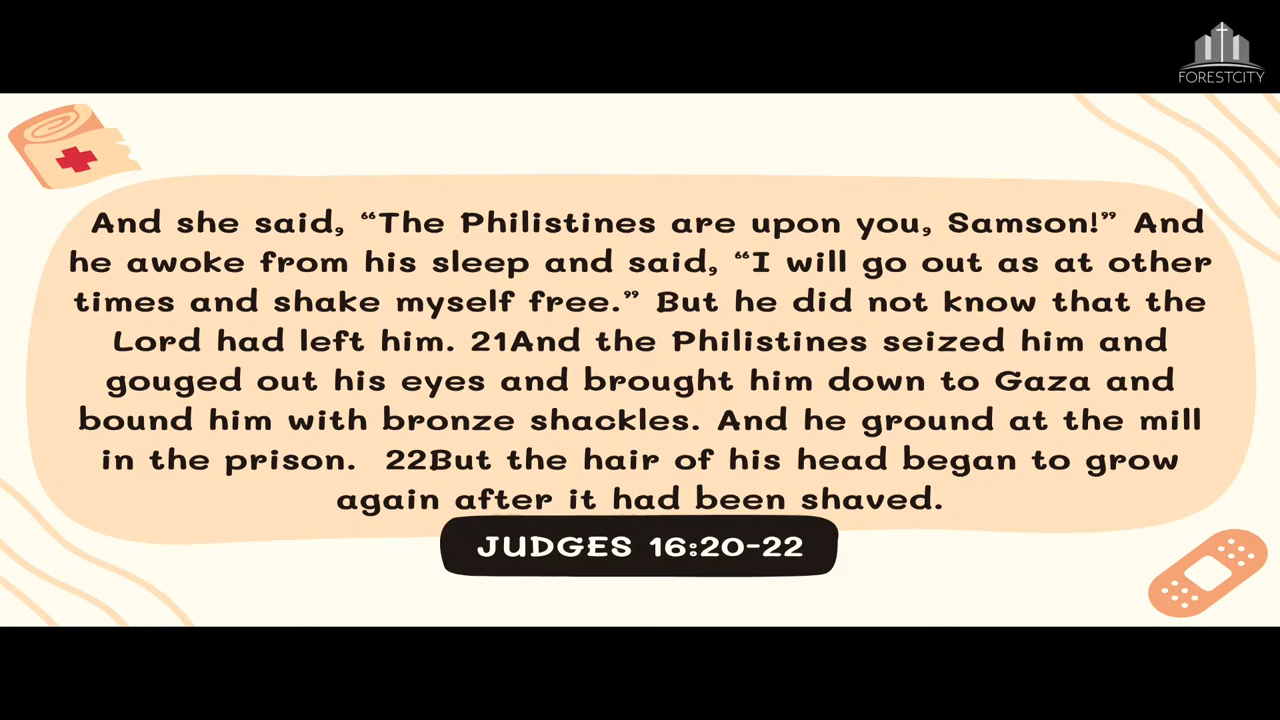 FORESTCITY
And she said, “The Philistines are upon you, Samson!” And
he awoke from his sleep and said, “I will go out as at other
times and shake myself free.” But he did not know that the
Lord had left him. 21And the Philistines seized him and
gouged out his eyes and brought him down to Gaza and
bound him with bronze shackles. And he ground at the mill
in the prison. 22But the hair of his head began to grow
again after it had been shaved.
JUDGES 16:20-22